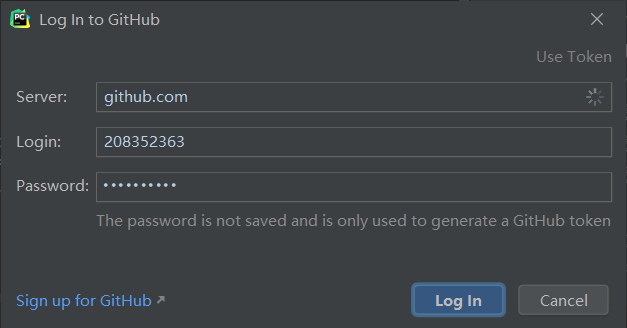 PC
Log In to GitHub
Use Token
Server: github.com
Login: 208352363
Password: ••••••••••
The password is not saved and is only used to generate a GitHub token
Sign up for GitHub ↗
Log In
Cancel